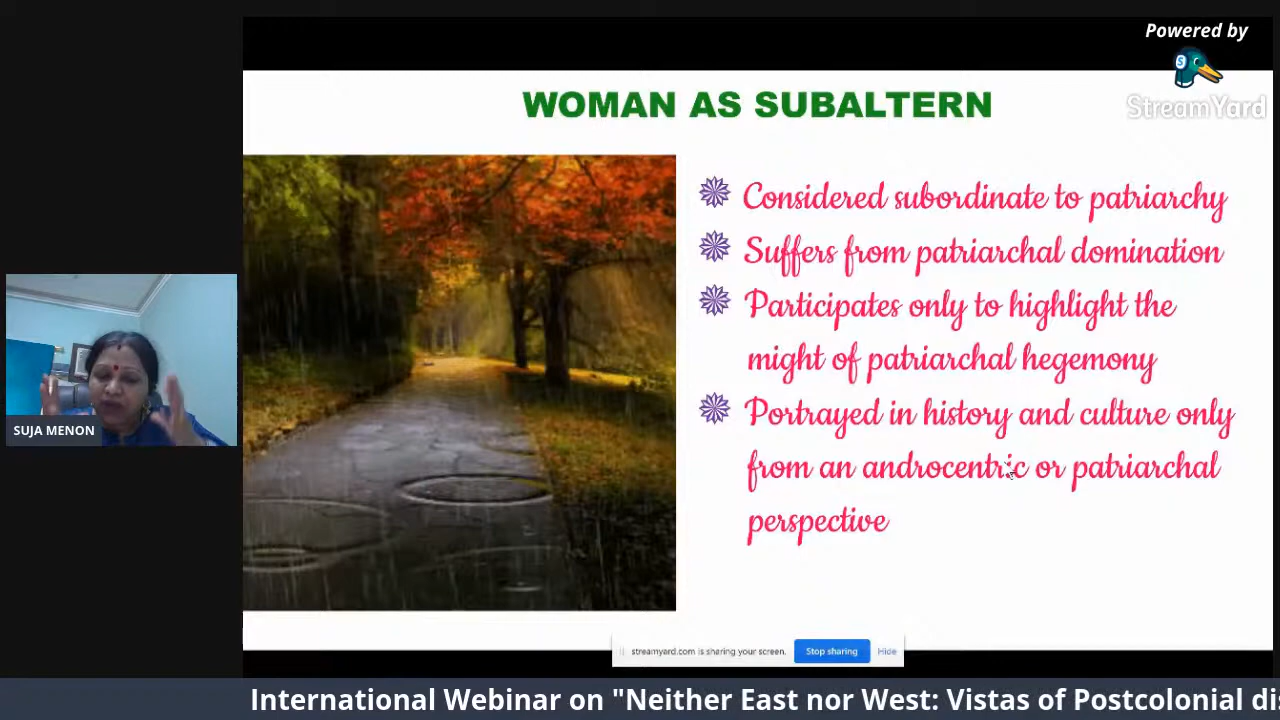 Powered by
StreamYard
WOMAN AS SUBALTERN
Considered subordinate to patriarchy
Suffers from patriarchal domination
Participates only to highlight the
might of patriarchal hegemony
Portrayed in history and culture only
from an androcentric or patriarchal
perspective
SUJA MENON
streamyard.com is sharing your screen. Stop sharing Hide
International Webinar on "Neither East nor West: Vistas of Postcolonial di